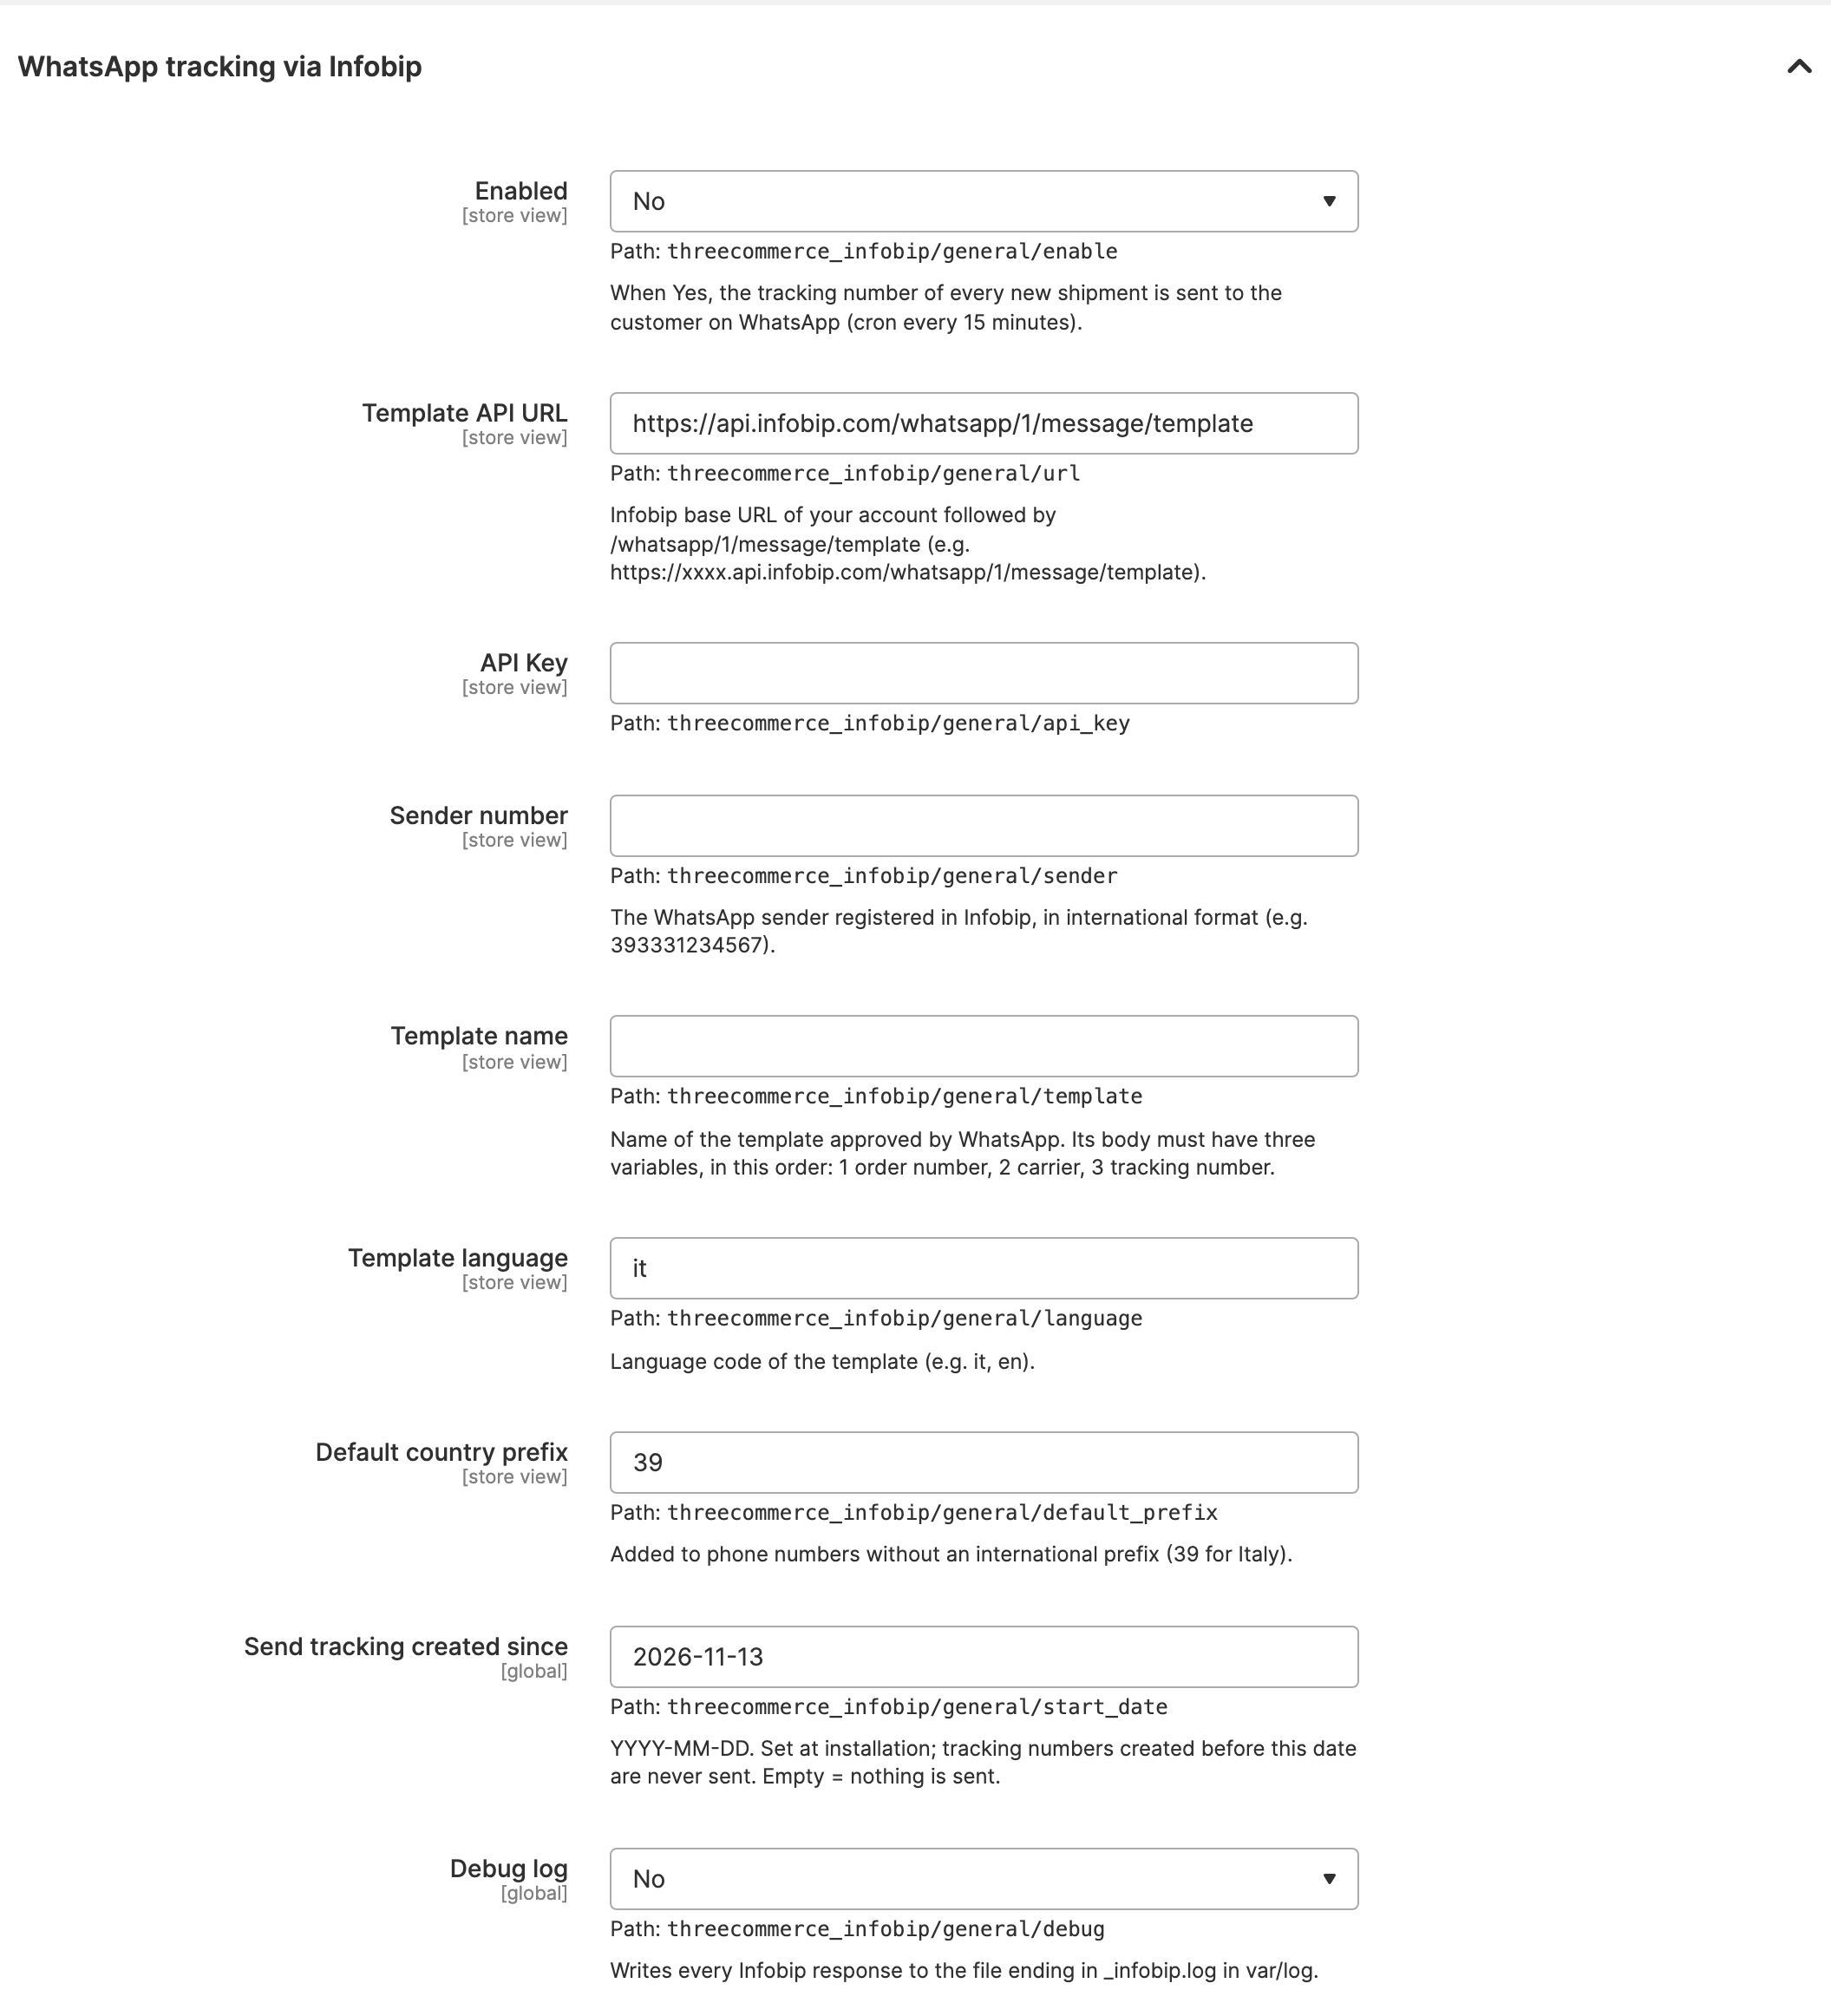 WhatsApp tracking via Infobip
Enabled
[store view]
No
Path: threecommerce_infobip/general/enable
When Yes, the tracking number of every new shipment is sent to the
customer on WhatsApp (cron every 15 minutes).
Template API URL
[store view]
https://api.infobip.com/whatsapp/1/message/template
Path: threecommerce_infobip/general/url
Infobip base URL of your account followed by
/whatsapp/1/message/template (e.g.
https://xxxx.api.infobip.com/whatsapp/1/message/template).
API Key
[store view]
Path: threecommerce_infobip/general/api_key
Sender number
[store view]
Path: threecommerce_infobip/general/sender
The WhatsApp sender registered in Infobip, in international format (e.g.
393331234567).
Template name
[store view]
Path: threecommerce_infobip/general/template
Name of the template approved by WhatsApp. Its body must have three
variables, in this order: 1 order number, 2 carrier, 3 tracking number.
Template language
[store view]
it
Path: threecommerce_infobip/general/language
Language code of the template (e.g. it, en).
Default country prefix
[store view]
39
Path: threecommerce_infobip/general/default_prefix
Added to phone numbers without an international prefix (39 for Italy).
Send tracking created since
[global]
2026-11-13
Path: threecommerce_infobip/general/start_date
YYYY-MM-DD. Set at installation; tracking numbers created before this date
are never sent. Empty = nothing is sent.
Debug log
[global]
No
Path: threecommerce_infobip/general/debug
Writes every Infobip response to the file ending in _infobip.log in var/log.